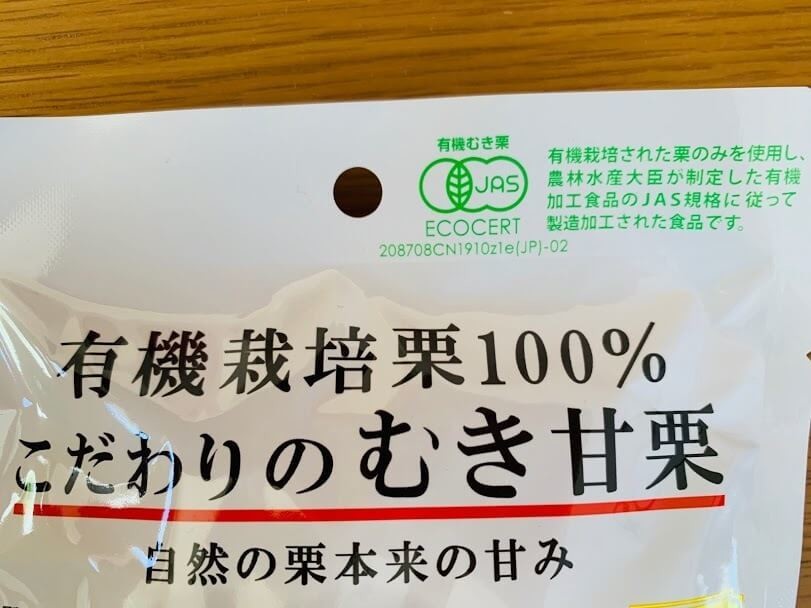 有機むき栗
JAS
ECOCERT
208708CN1910z1e(JP)-02
有機栽培された栗のみを使用し、
農林水産大臣が制定した有機
加工食品のJAS規格に従って
製造加工された食品です。
有機栽培栗100%
こだわりのむき甘栗
自然の栗本来の甘み